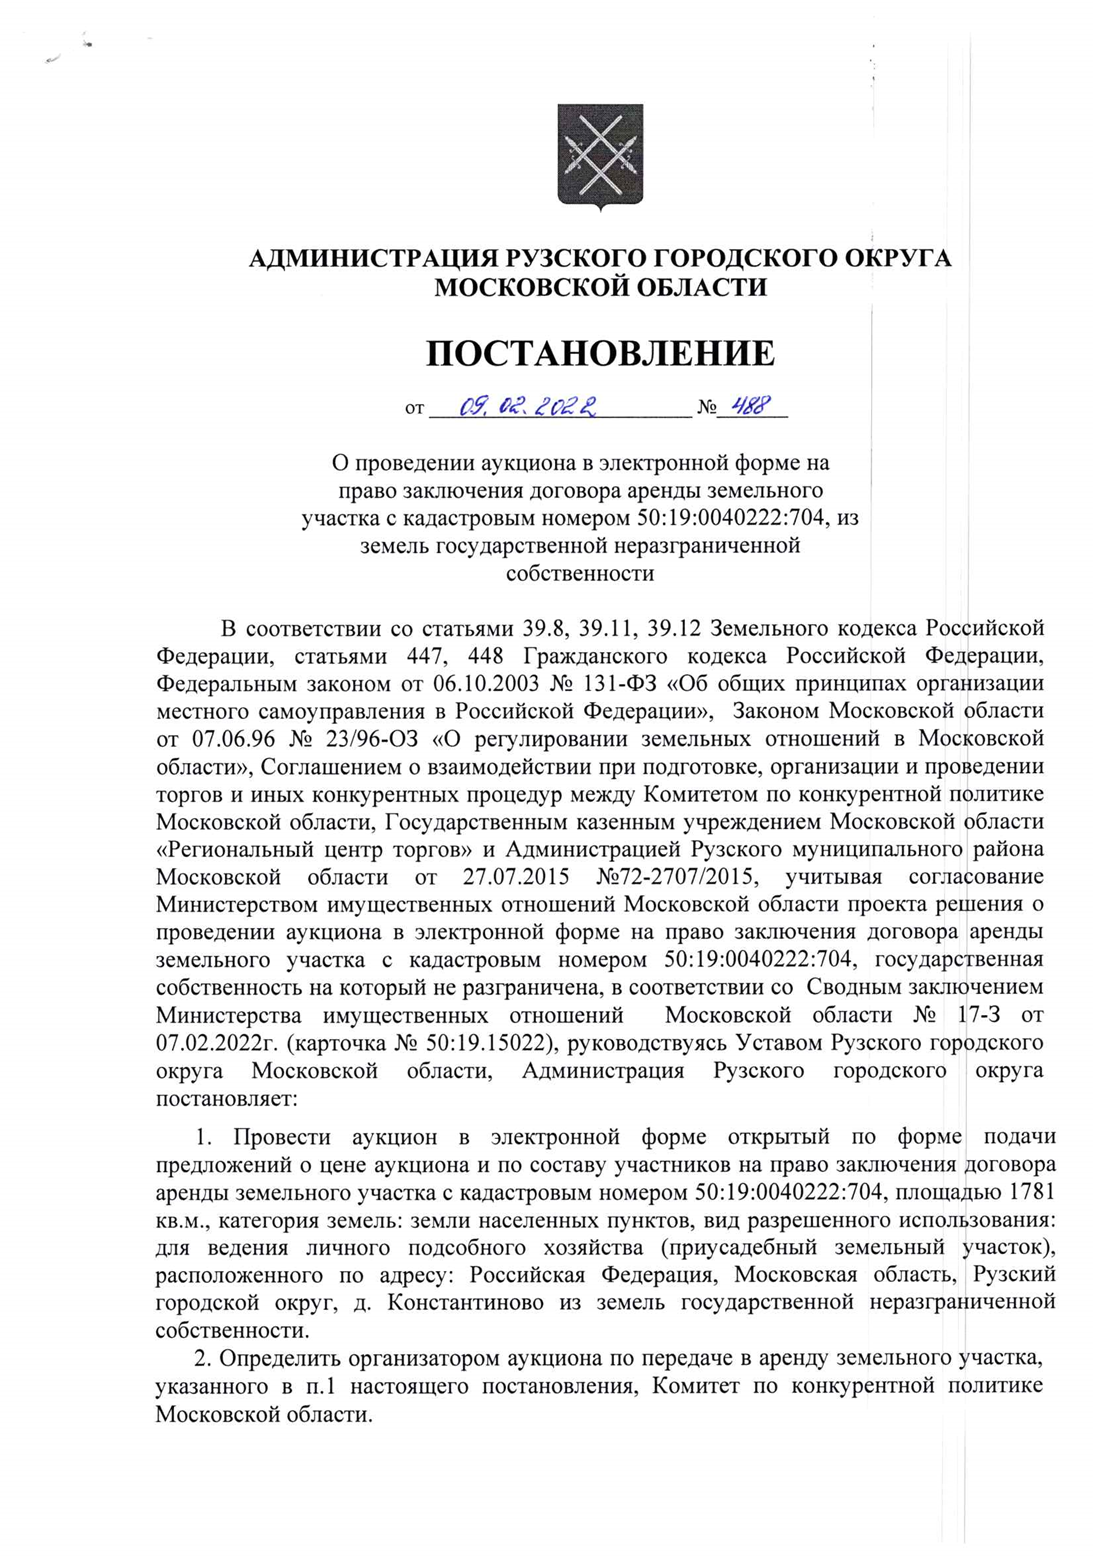 АДМИНИСТРАЦИЯ РУЗСКОГО ГОРОДСКОГО ОКРУГА
МОСКОВСКОЙ ОБЛАСТИ
ПОСТАНОВЛЕНИЕ
от 09.02.2022 № 488
О проведении аукциона в электронной форме на
право заключения договора аренды земельного
участка с кадастровым номером 50:19:0040222:704, из
земель государственной неразграниченной
собственности
В соответствии со статьями 39.8, 39.11, 39.12 Земельного кодекса Российской
Федерации, статьями 447, 448 Гражданского кодекса Российской Федерации,
Федеральным законом от 06.10.2003 № 131-ФЗ «Об общих принципах организации
местного самоуправления в Российской Федерации», Законом Московской области
от 07.06.96 № 23/96-ОЗ «О регулировании земельных отношений в Московской
области», Соглашением о взаимодействии при подготовке, организации и проведении
торгов и иных конкурентных процедур между Комитетом по конкурентной политике
Московской области, Государственным казенным учреждением Московской области
«Региональный центр торгов» и Администрацией Рузского муниципального района
Московской области от 27.07.2015 №72-2707/2015, учитывая согласование
Министерством имущественных отношений Московской области проекта решения о
проведении аукциона в электронной форме на право заключения договора аренды
земельного участка с кадастровым номером 50:19:0040222:704, государственная
собственность на который не разграничена, в соответствии со Сводным заключением
Министерства имущественных отношений Московской области № 17-З от
07.02.2022г. (карточка № 50:19.15022), руководствуясь Уставом Рузского городского
округа Московской области, Администрация Рузского городского округа
постановляет:
1. Провести аукцион в электронной форме открытый по форме подачи
предложений о цене аукциона и по составу участников на право заключения договора
аренды земельного участка с кадастровым номером 50:19:0040222:704, площадью 1781
кв.м., категория земель: земли населенных пунктов, вид разрешенного использования:
для ведения личного подсобного хозяйства (приусадебный земельный участок),
расположенного по адресу: Российская Федерация, Московская область, Рузский
городской округ, д. Константиново из земель государственной неразграниченной
собственности.
2. Определить организатором аукциона по передаче в аренду земельного участка,
указанного в п.1 настоящего постановления, Комитет по конкурентной политике
Московской области.